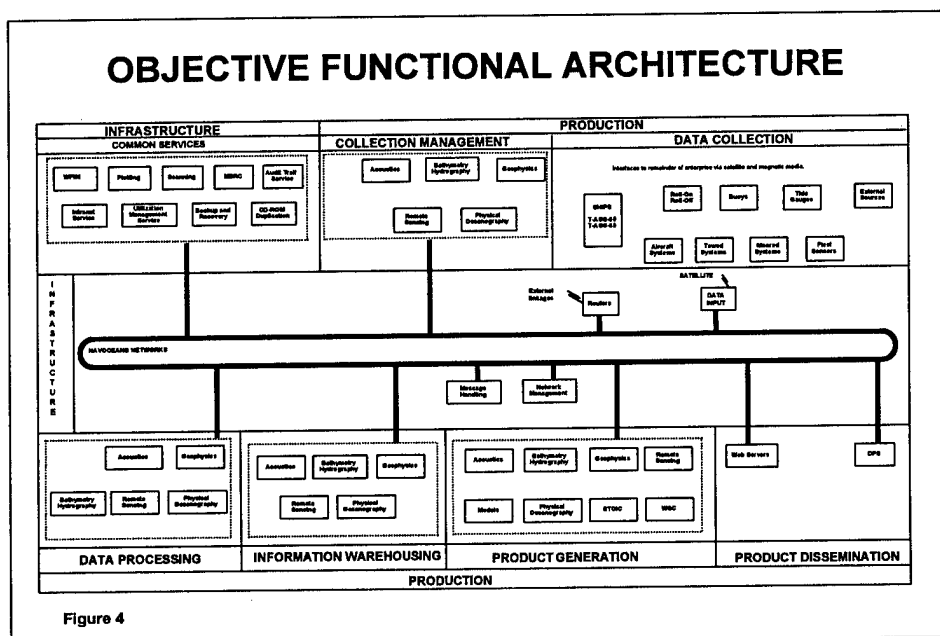 OBJECTIVE FUNCTIONAL ARCHITECTURE
INFRASTRUCTURE
PRODUCTION
COMMON SERVICES
COLLECTION MANAGEMENT
DATA COLLECTION
Plotting
Scanning
Audit Trail
Service
Intranet
Service
Utilization
Management
Servers
Backup and
Recovery
CD-ROM
Duplication
Acoustics
Bathymetry
Hydrography
Geophysics
Remote
Sensing
Physical
Oceanography
Interfaces to remainder of enterprise via satellite and magnetic media.
SHIPS
Roll-On
Roll-Off
Buoys
Tide
Gauges
External
Sources
Aircraft
Systems
Towed
Systems
Moored
Systems
Fleet
Sensors
INFRASTRUCTURE
External
linkages
Routers
SATELLITE
DATA
INPUT
NAVOCEANO NETWORKS
Message
Handling
Network
Management
Acoustics
Geophysics
Bathymetry
Hydrography
Remote
Sensing
Physical
Oceanography
Acoustics
Bathymetry
Hydrography
Geophysics
Remote
Sensing
Physical
Oceanography
Acoustics
Bathymetry
Hydrography
Geophysics
Remote
Sensing
Models
Physical
Oceanography
WSC
Web Servers
DPS
DATA PROCESSING
INFORMATION WAREHOUSING
PRODUCT GENERATION
PRODUCT DISSEMINATION
PRODUCTION
Figure 4